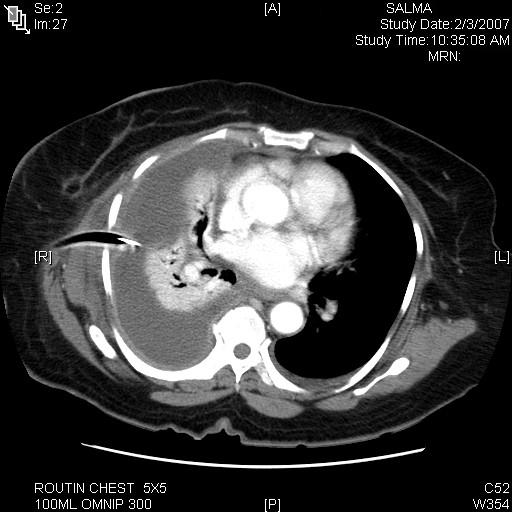 Se:2
Im:27
[A]
SALMA
Study Date:2/3/2007
Study Time:10:35:08 AM
MRN:
[R]
[L]
ROUTIN CHEST 5X5
100ML OMNIP 300
[P]
C52
W354